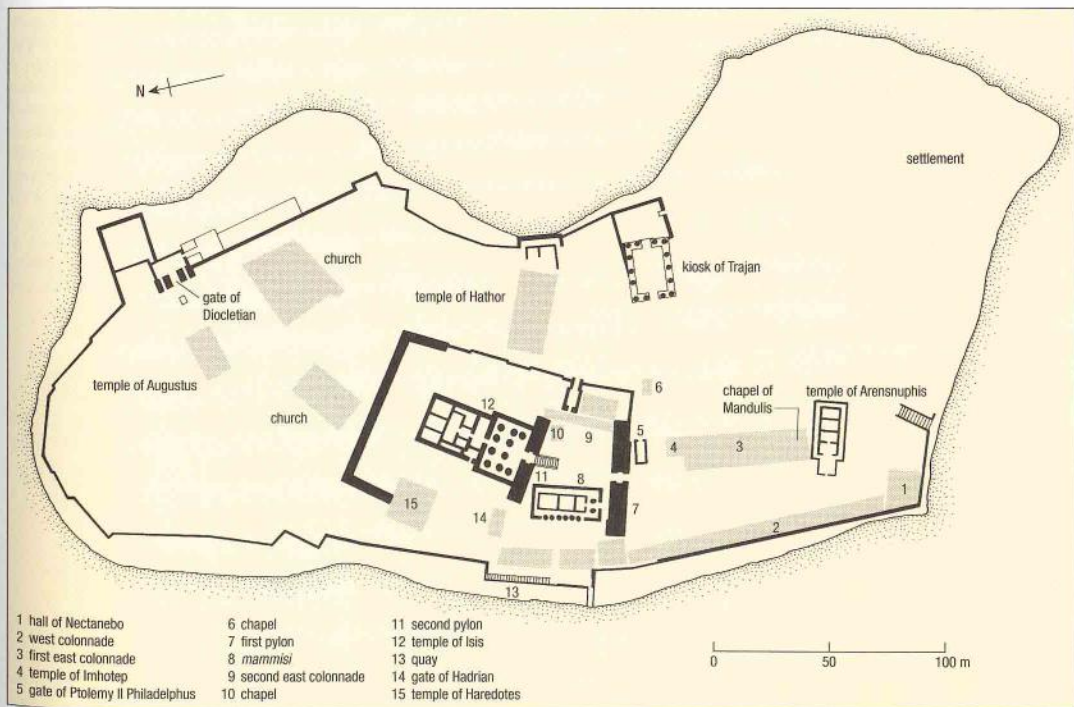 N
settlement
church
kiosk of Trajan
gate of
Diocletian
temple of Hathor
temple of Augustus
church
chapel of
Mandulis
temple of Arensnuphis
6
12
10
9
5
4
3
11
8
1
15
14
7
2
13
1 hall of Nectanebo
2 west colonnade
3 first east colonnade
4 temple of Imhotep
5 gate of Ptolemy II Philadelphus
6 chapel
7 first pylon
8 mammisi
9 second east colonnade
10 chapel
11 second pylon
12 temple of Isis
13 quay
14 gate of Hadrian
15 temple of Haredotes
0 50 100 m